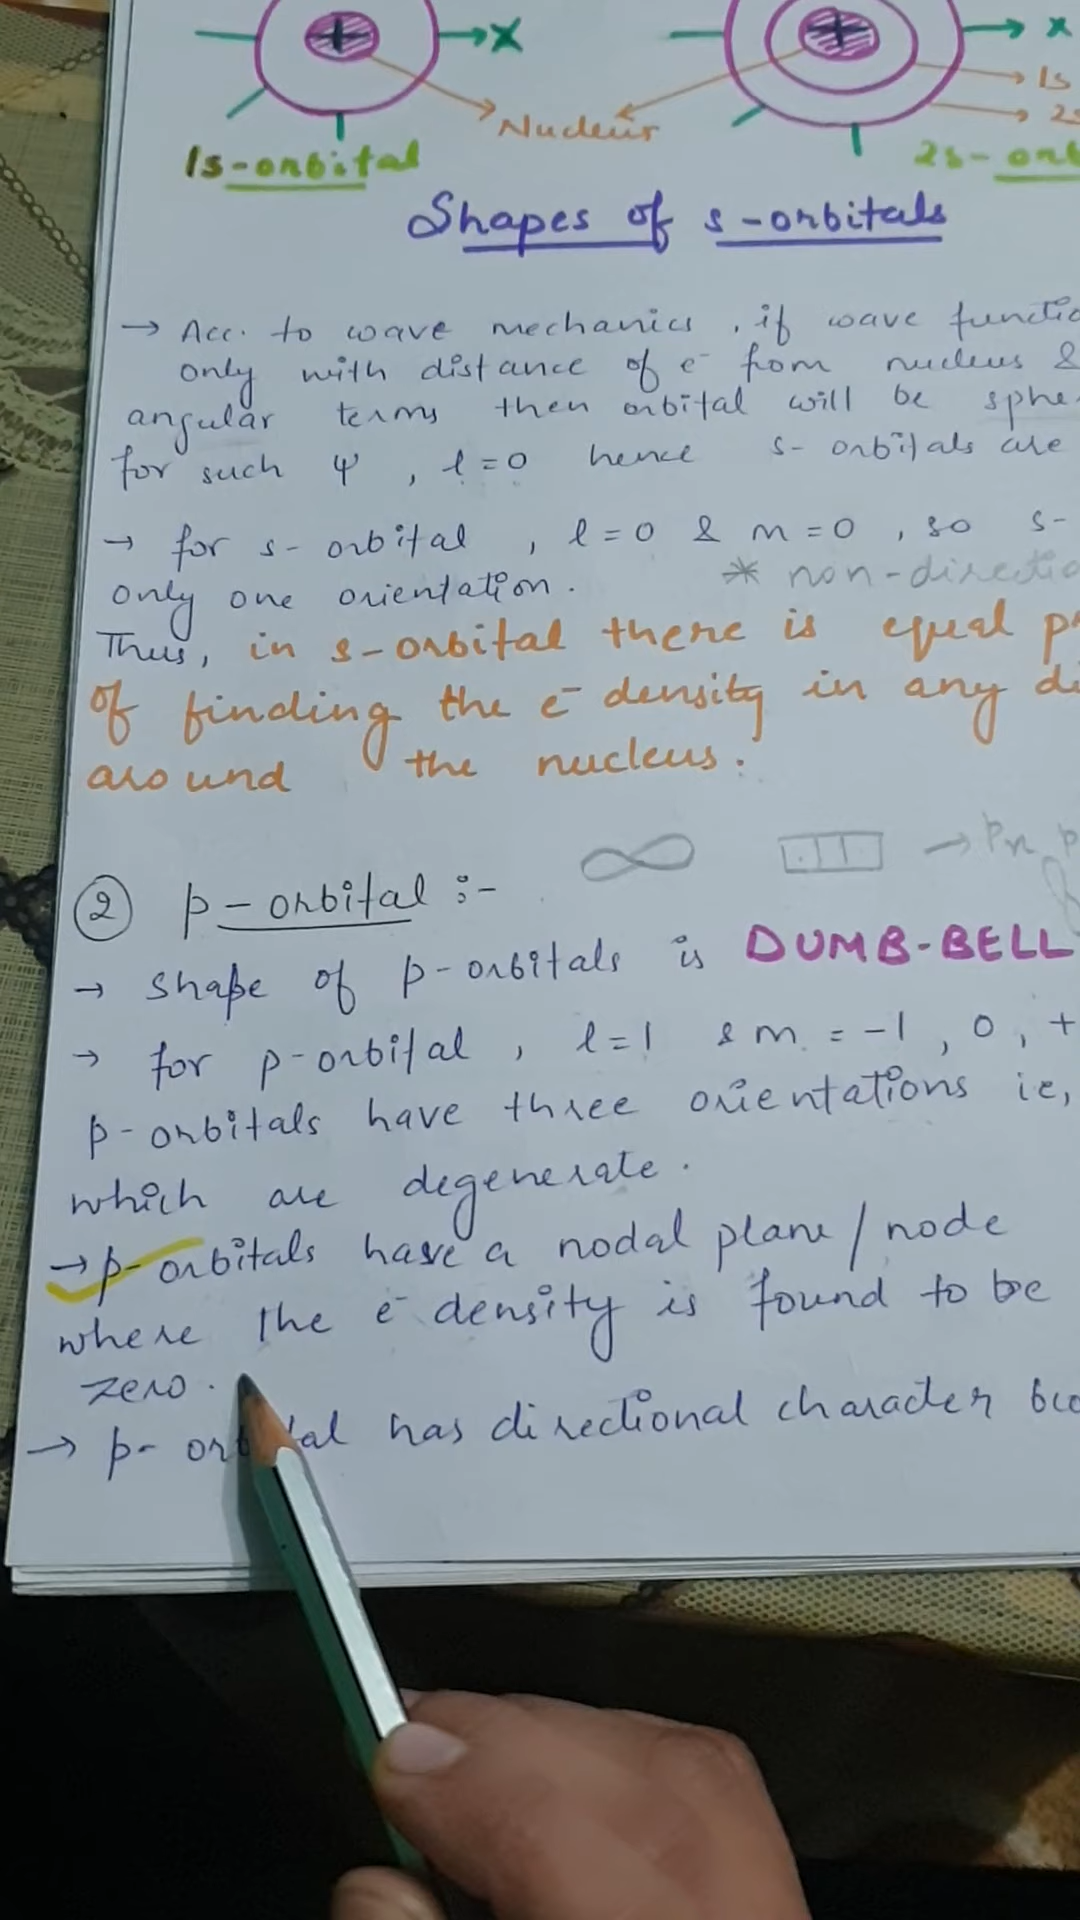 X
x
1s
Nucleus
1s-orbital
2s-
Shapes of s-orbitals
→ Acc. to wave mechanics, if wave
only with distance of e⁻ from nucleus &
angular terms then orbital will be
for such ψ, l=0 hence s-orbitals are
→ for s-orbital, l=0 & m=0, so s-
only one orientation. * non-
Thus, in s-orbital there is equal
of finding the e⁻ density in any
around the nucleus.
② p-orbital :-
→ shape of p-orbitals is DUMB-BELL
→ for p-orbital, l=1 & m = -1, 0, +
p-orbitals have three orientations ie,
which are degenerate.
→ p-orbitals have a nodal plane/node
where the e⁻ density is found to be
zero.
→ p- has directional character